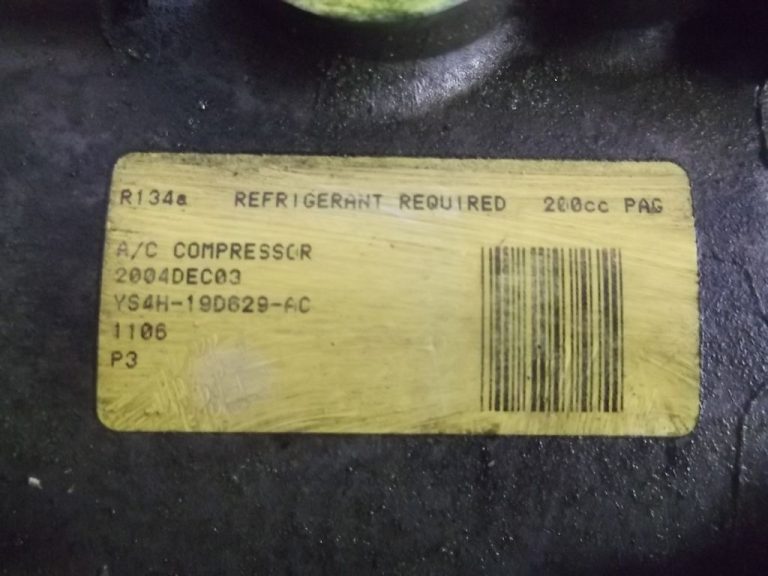 R134a REFRIGERANT REQUIRED 200cc PAG
A/C COMPRESSOR
2004DEC03
YS4H-19D629-AC
1106
P3